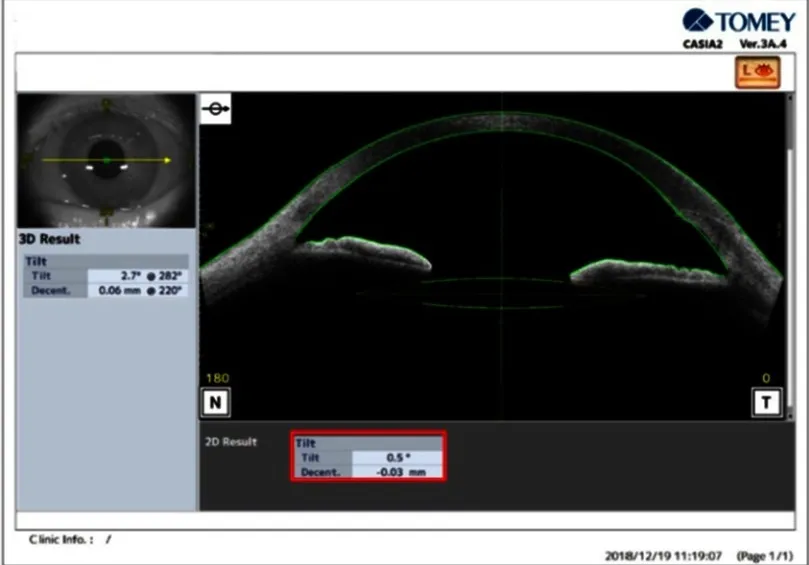 TOMEY
CASIA2 Ver.3A.4
L
3D Result
Tilt
Tilt 2.7° @ 282°
Decent. 0.06 mm @ 220°
180 0
N T
2D Result
Tilt
Tilt 0.5 °
Decent. -0.03 mm
Clinic Info. : /
2018/12/19 11:19:07 (Page 1/1)